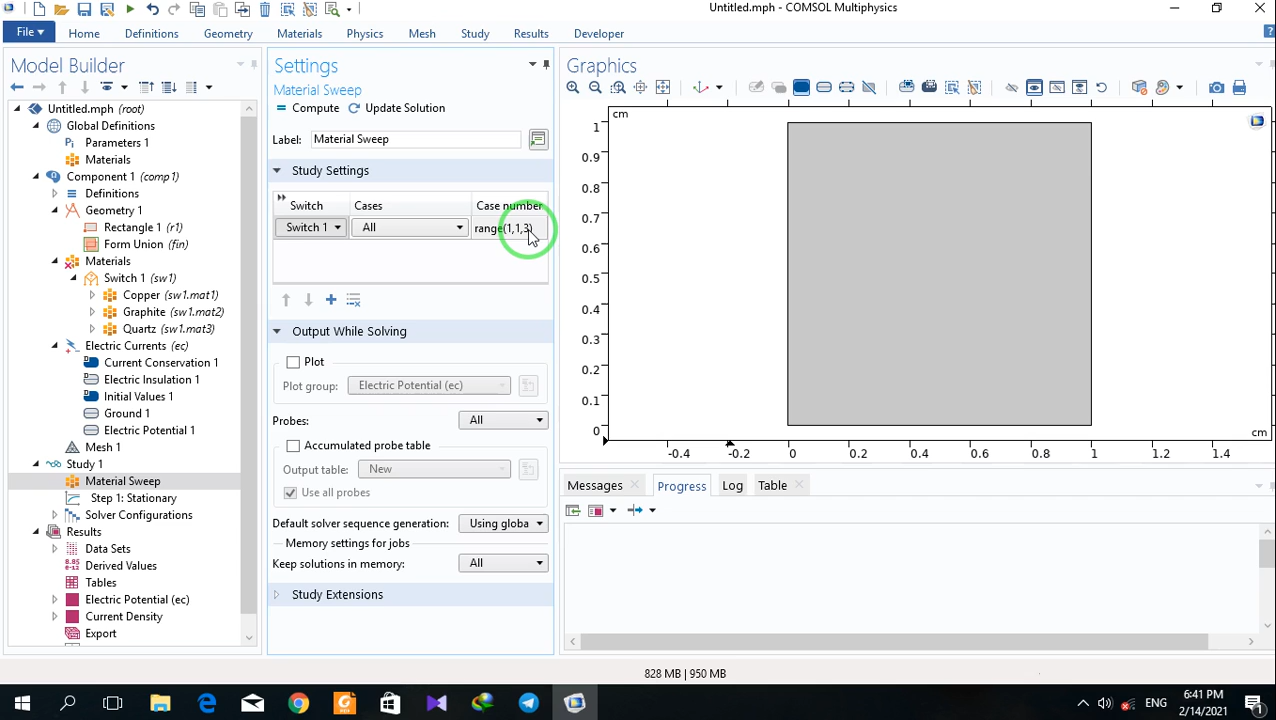 Untitled.mph - COMSOL Multiphysics
File
Home
Definitions
Geometry
Materials
Physics
Mesh
Study
Results
Developer
Model Builder
Untitled.mph (root)
Global Definitions
Pi Parameters 1
Materials
Component 1 (comp1)
Definitions
Geometry 1
Rectangle 1 (r1)
Form Union (fin)
Materials
Switch 1 (sw1)
Copper (sw1.mat1)
Graphite (sw1.mat2)
Quartz (sw1.mat3)
Electric Currents (ec)
Current Conservation 1
Electric Insulation 1
Initial Values 1
Ground 1
Electric Potential 1
Mesh 1
Study 1
Material Sweep
Step 1: Stationary
Solver Configurations
Results
Data Sets
8.85
e-12
Derived Values
Tables
Electric Potential (ec)
Current Density
Export
Settings
Material Sweep
= Compute
Update Solution
Label: Material Sweep
Study Settings
Switch Cases Case number
Switch 1 All range(1,1,3)
Output While Solving
Plot
Plot group: Electric Potential (ec)
Probes: All
Accumulated probe table
Output table: New
Use all probes
Default solver sequence generation: Using globa
Memory settings for jobs
Keep solutions in memory: All
Study Extensions
Graphics
cm
1
0.9
0.8
0.7
0.6
0.5
0.4
0.3
0.2
0.1
0
cm
-0.4 -0.2 0 0.2 0.4 0.6 0.8 1 1.2 1.4
Messages
Progress
Log
Table
828 MB | 950 MB
ENG
6:41 PM
2/14/2021